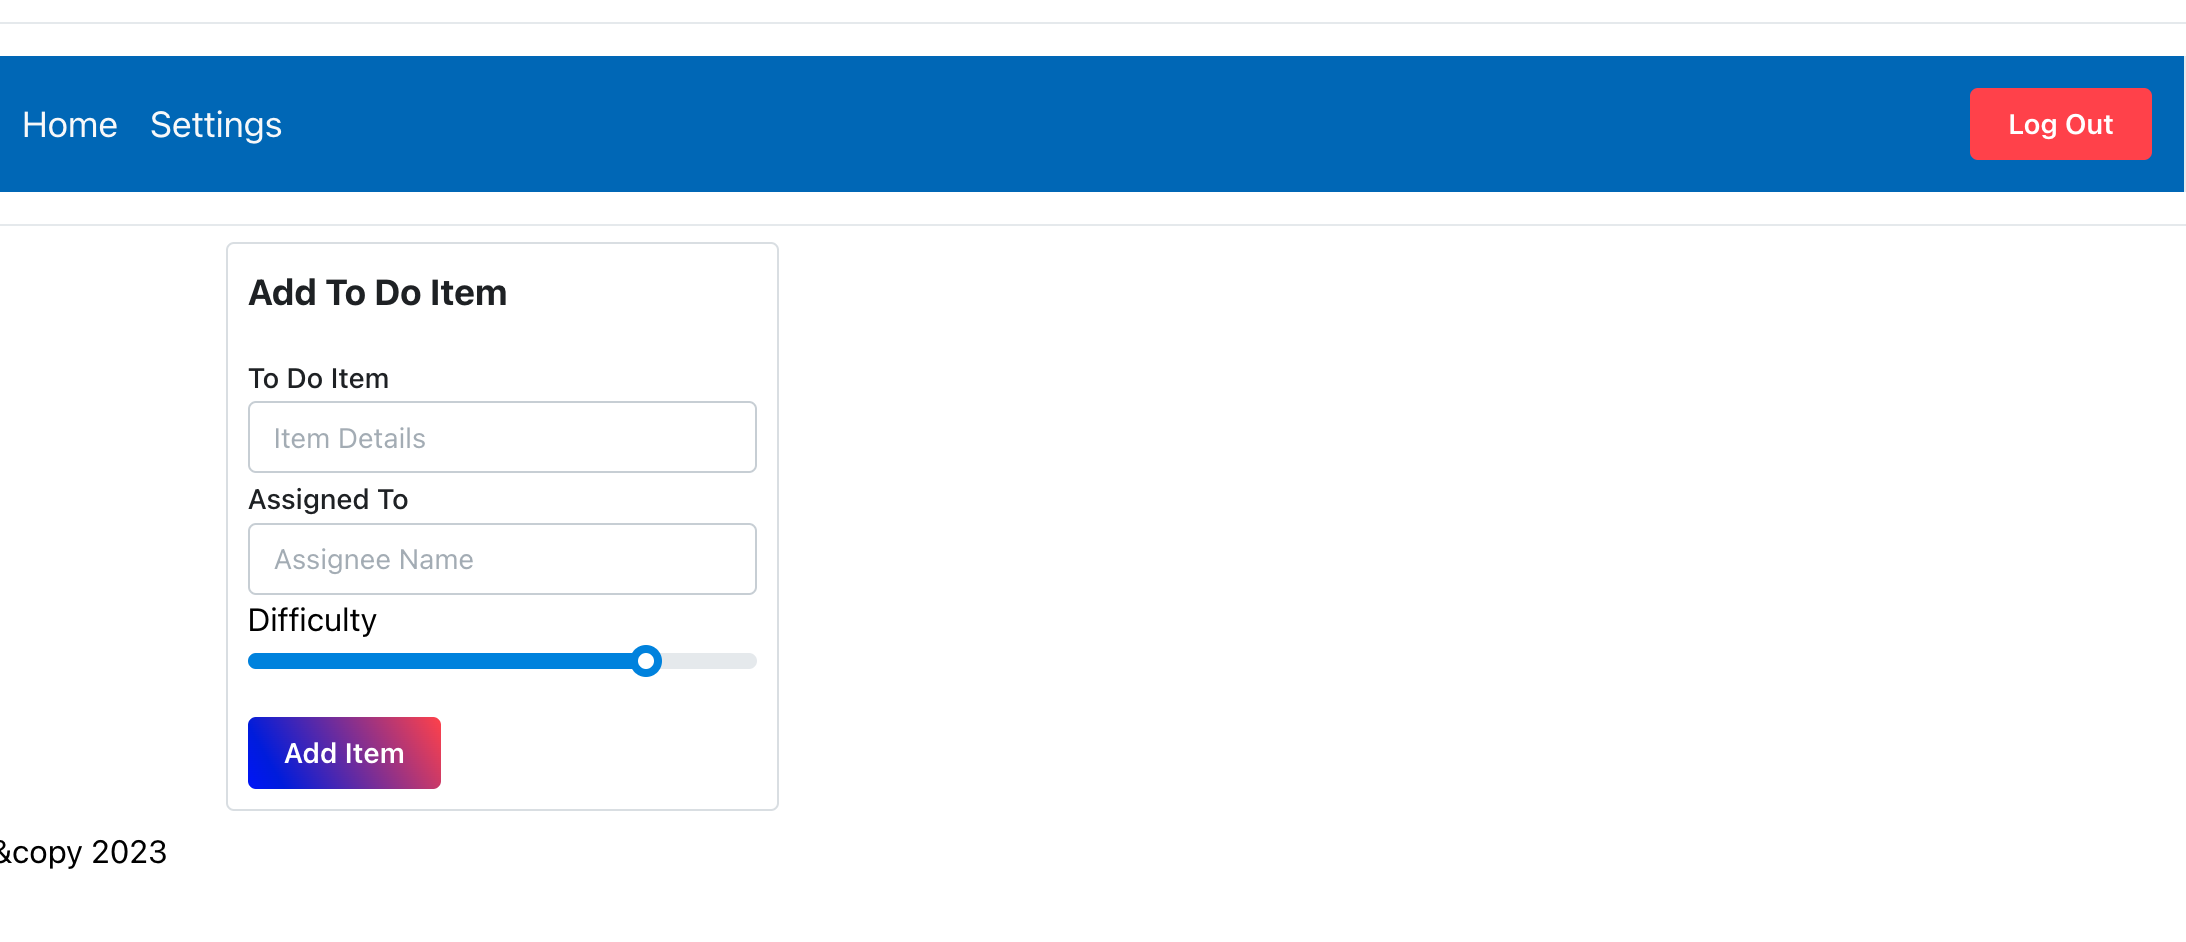 Home Settings Log Out
Add To Do Item
To Do Item
Item Details
Assigned To
Assignee Name
Difficulty
Add Item
&copy 2023